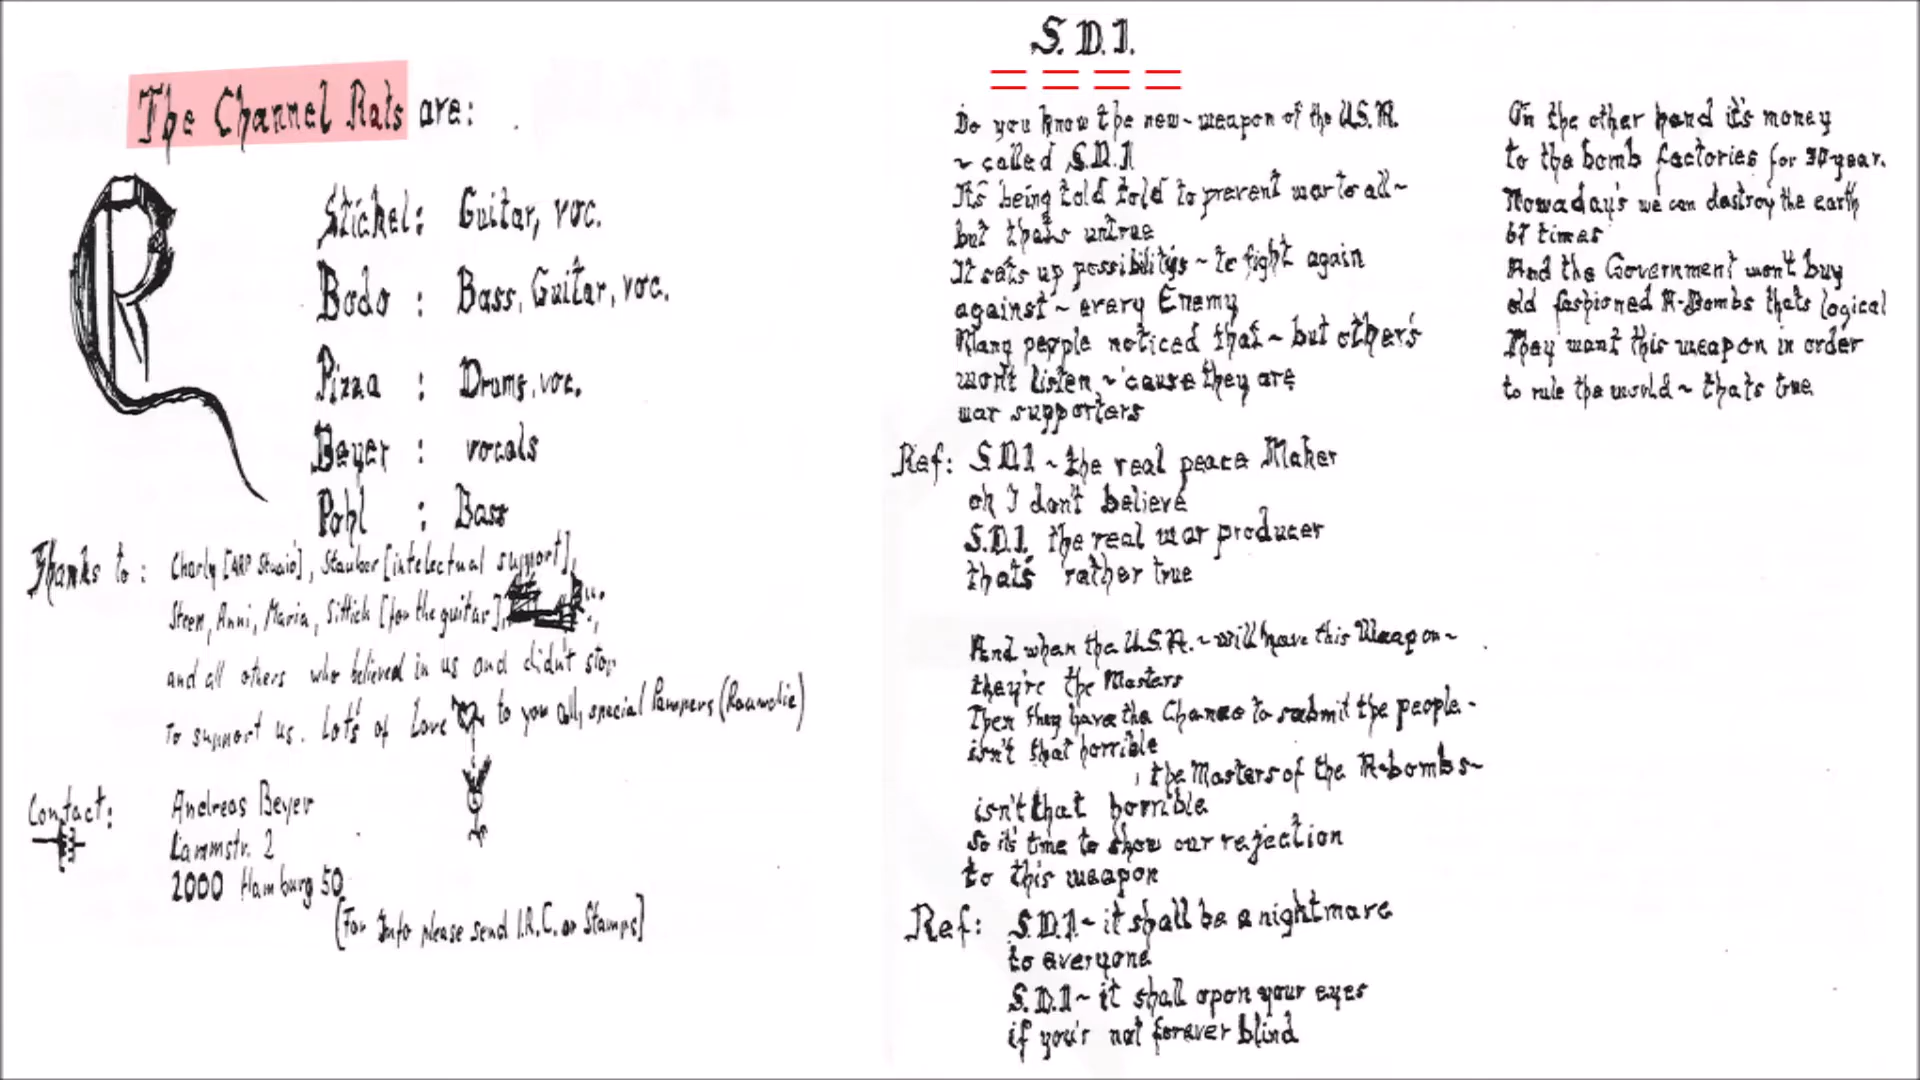 The Channel Rats are:
Stichel: Guitar, voc.
Bodo : Bass, Guitar, voc.
Pizza : Drums, voc.
Beyer : vocals
Pohl : Bass
Thanks to: Charly [ARP Studio], Stauber [intelectual support],
Steen, Anni, Maria, Sittich [for the guitar],
and all others who believed in us and didn't stop
to support us. Lot's of Love to you all, special Pampers (Raumdie)
Contact: Andreas Beyer
Lammstr. 2
2000 Hamburg 50
[For Info please send I.R.C. or Stamps]
S.D.I.
Do you know the new-weapon of the U.S.A.
~ called S.D.I
It's being told told to prevent war to all~
but thats untrue
It sets up possibilitys ~ to fight again
against ~ every Enemy
Many people noticed that ~ but other's
won't listen ~ 'cause they are
war supporters
Ref: S.D.I ~ the real peace Maker
oh I don't believe
S.D.I. the real war producer
that's rather true
And when the U.S.A. ~ will have this Weapon ~
they're the Masters
Then they have the Chance to submit the people -
isn't that horrible
, the Masters of the A-bombs~
isn't that horrible
so it's time to show our rejection
to this weapon
Ref: S.D.I ~ it shall be a nightmare
to everyone
S.D.I ~ it shall open your eyes
if you'r not forever blind
On the other hand it's money
to the bomb factories for year.
Nowaday's we can destroy the earth
67 times
And the Government won't buy
old fashioned A-Bombs thats logical
They want this weapon in order
to rule the world ~ thats true